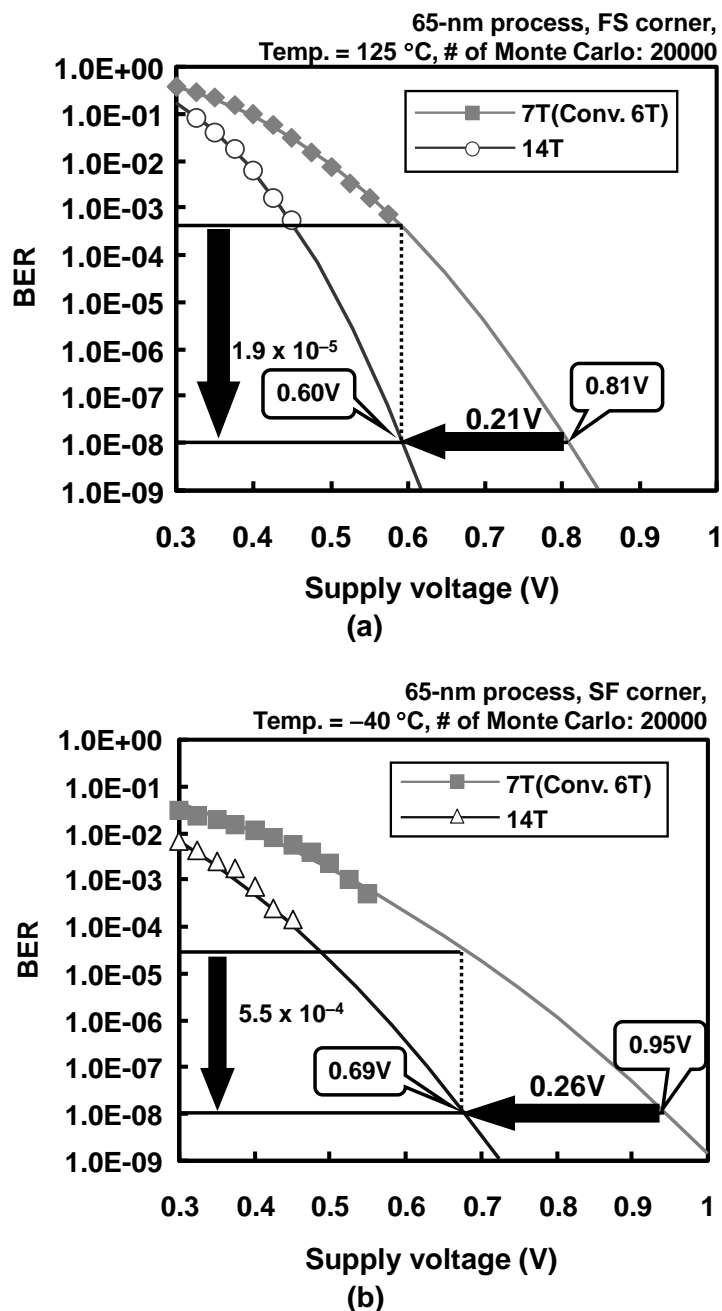 65-nm process, FS corner,
Temp. = 125 °C, # of Monte Carlo: 20000
1.0E+00
1.0E-01
1.0E-02
1.0E-03
1.0E-04
1.0E-05
1.0E-06
1.0E-07
1.0E-08
1.0E-09
BER
7T(Conv. 6T)
14T
1.9 x 10⁻⁵
0.60V
0.81V
0.21V
0.3 0.4 0.5 0.6 0.7 0.8 0.9 1
Supply voltage (V)
(a)
65-nm process, SF corner,
Temp. = −40 °C, # of Monte Carlo: 20000
1.0E+00
1.0E-01
1.0E-02
1.0E-03
1.0E-04
1.0E-05
1.0E-06
1.0E-07
1.0E-08
1.0E-09
BER
7T(Conv. 6T)
14T
5.5 x 10⁻⁴
0.69V
0.95V
0.26V
0.3 0.4 0.5 0.6 0.7 0.8 0.9 1
Supply voltage (V)
(b)